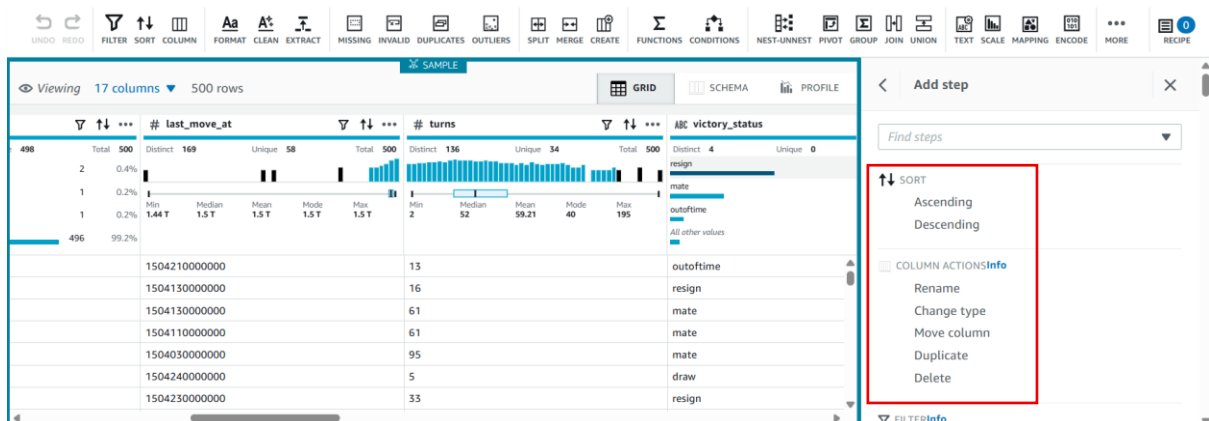 UNDO REDO FILTER SORT COLUMN FORMAT CLEAN EXTRACT MISSING INVALID DUPLICATES OUTLIERS SPLIT MERGE CREATE FUNCTIONS CONDITIONS NEST-UNNEST PIVOT GROUP JOIN UNION TEXT SCALE MAPPING ENCODE MORE RECIPE 0
SAMPLE
Viewing 17 columns 500 rows GRID SCHEMA PROFILE
# last_move_at # turns ABC victory_status
498 Total 500 Distinct 169 Unique 58 Total 500 Distinct 136 Unique 34 Total 500 Distinct 4 Unique 0
2 0.4%
1 0.2%
1 0.2%
496 99.2%
Min Median Mean Mode Max
1.44 T 1.5 T 1.5 T 1.5 T 1.5 T
Min Median Mean Mode Max
2 52 59.21 40 195
resign
mate
outoftime
All other values
1504210000000 13 outoftime
1504130000000 16 resign
1504130000000 61 mate
1504110000000 61 mate
1504030000000 95 mate
1504240000000 5 draw
1504230000000 33 resign
Add step
Find steps
SORT
Ascending
Descending
COLUMN ACTIONSInfo
Rename
Change type
Move column
Duplicate
Delete
FILTERInfo